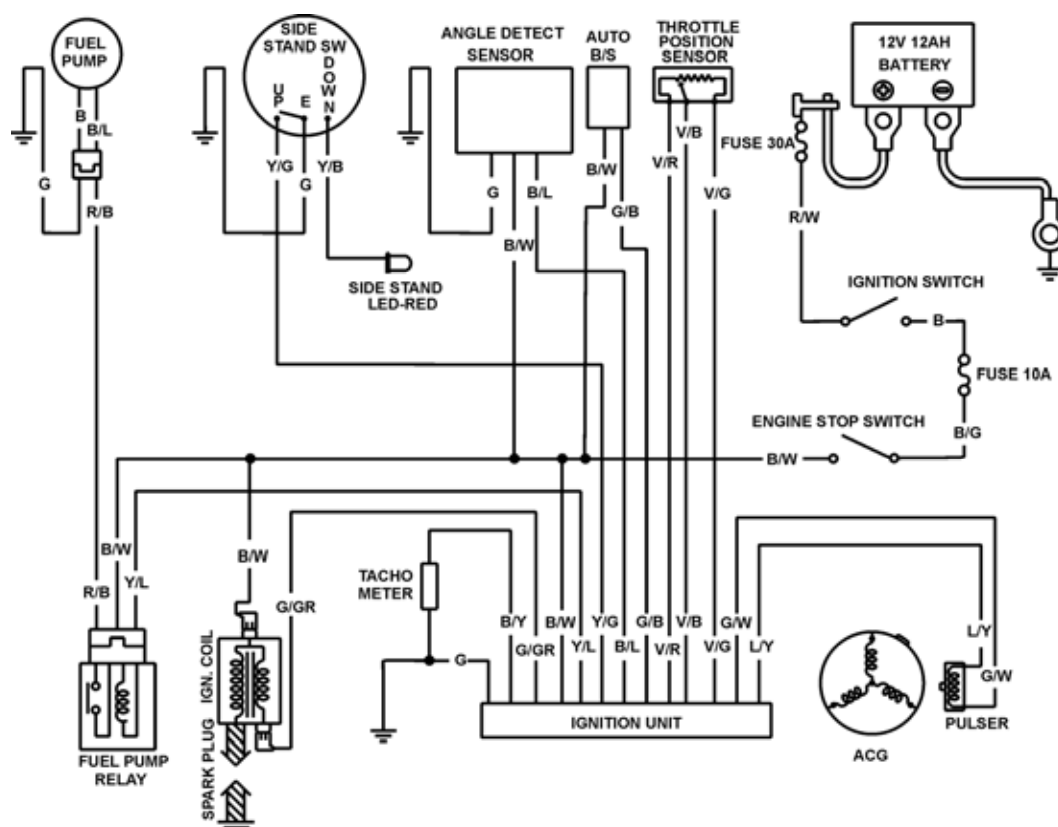 FUEL
PUMP
B
B/L
G
R/B
SIDE
STAND SW
UP
E
DOWN
Y/G
G
Y/B
SIDE STAND
LED-RED
ANGLE DETECT
SENSOR
G
B/W
B/L
AUTO
B/S
B/W
G/B
THROTTLE
POSITION
SENSOR
V/R
V/B
V/G
12V 12AH
BATTERY
FUSE 30A
R/W
IGNITION SWITCH
B
FUSE 10A
B/G
ENGINE STOP SWITCH
B/W
R/B
B/W
Y/L
FUEL PUMP
RELAY
B/W
G/GR
IGN. COIL
SPARK PLUG
TACHO
METER
G
B/Y
G/GR
B/W
Y/L
Y/G
B/L
G/B
V/R
V/B
V/G
G/W
L/Y
IGNITION UNIT
ACG
L/Y
G/W
PULSER